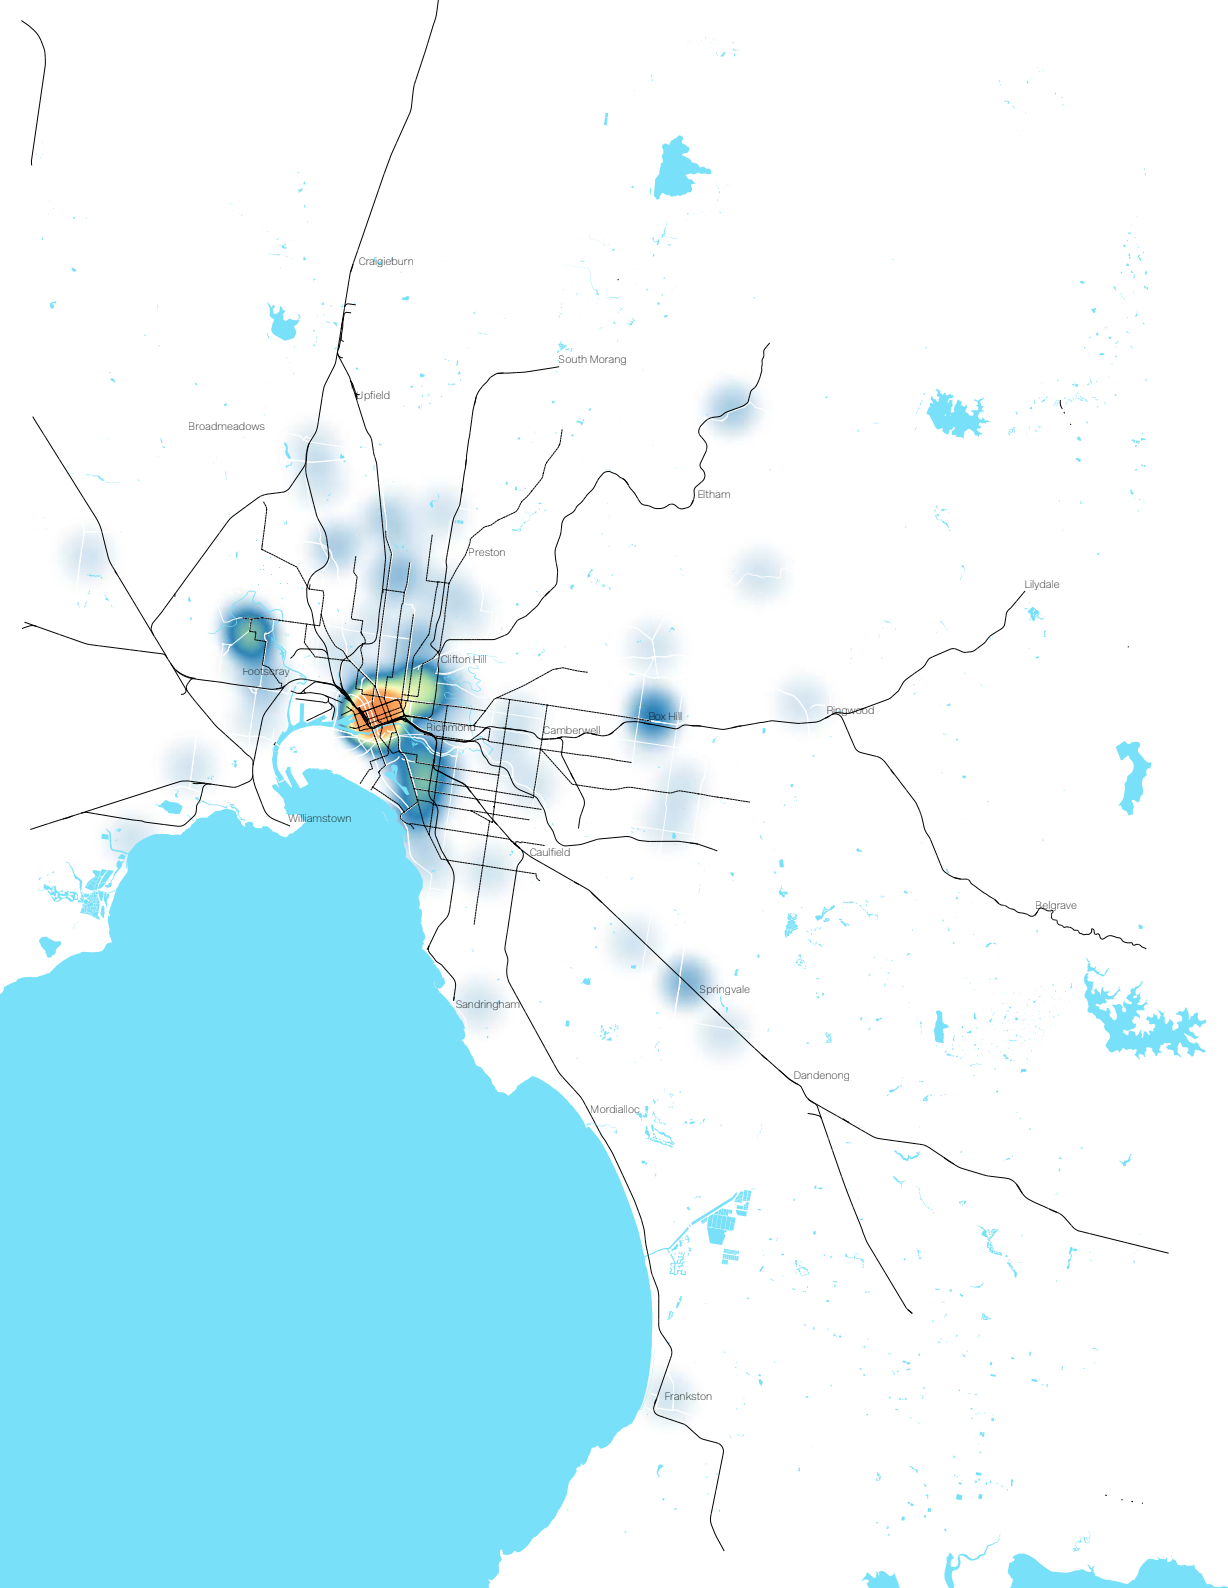 Craigieburn
South Morang
Upfield
Broadmeadows
Eltham
Preston
Lilydale
Clifton Hill
Footscray
Ringwood
Box Hill
Richmond
Camberwell
Williamstown
Caulfield
Belgrave
Springvale
Sandringham
Dandenong
Mordialloc
Frankston